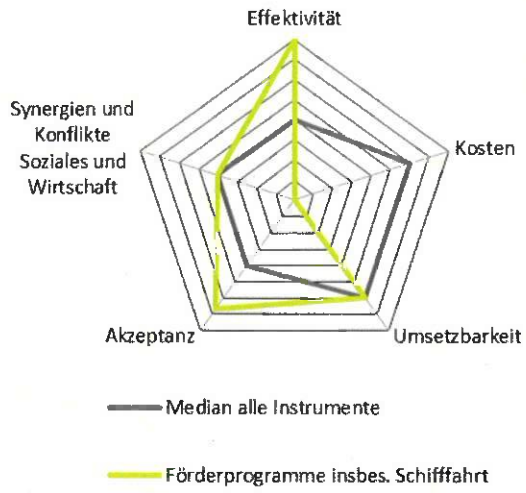 Effektivität
Synergien und
Konflikte
Soziales und
Wirtschaft
Kosten
Akzeptanz
Umsetzbarkeit
Median alle Instrumente
Förderprogramme insbes. Schifffahrt